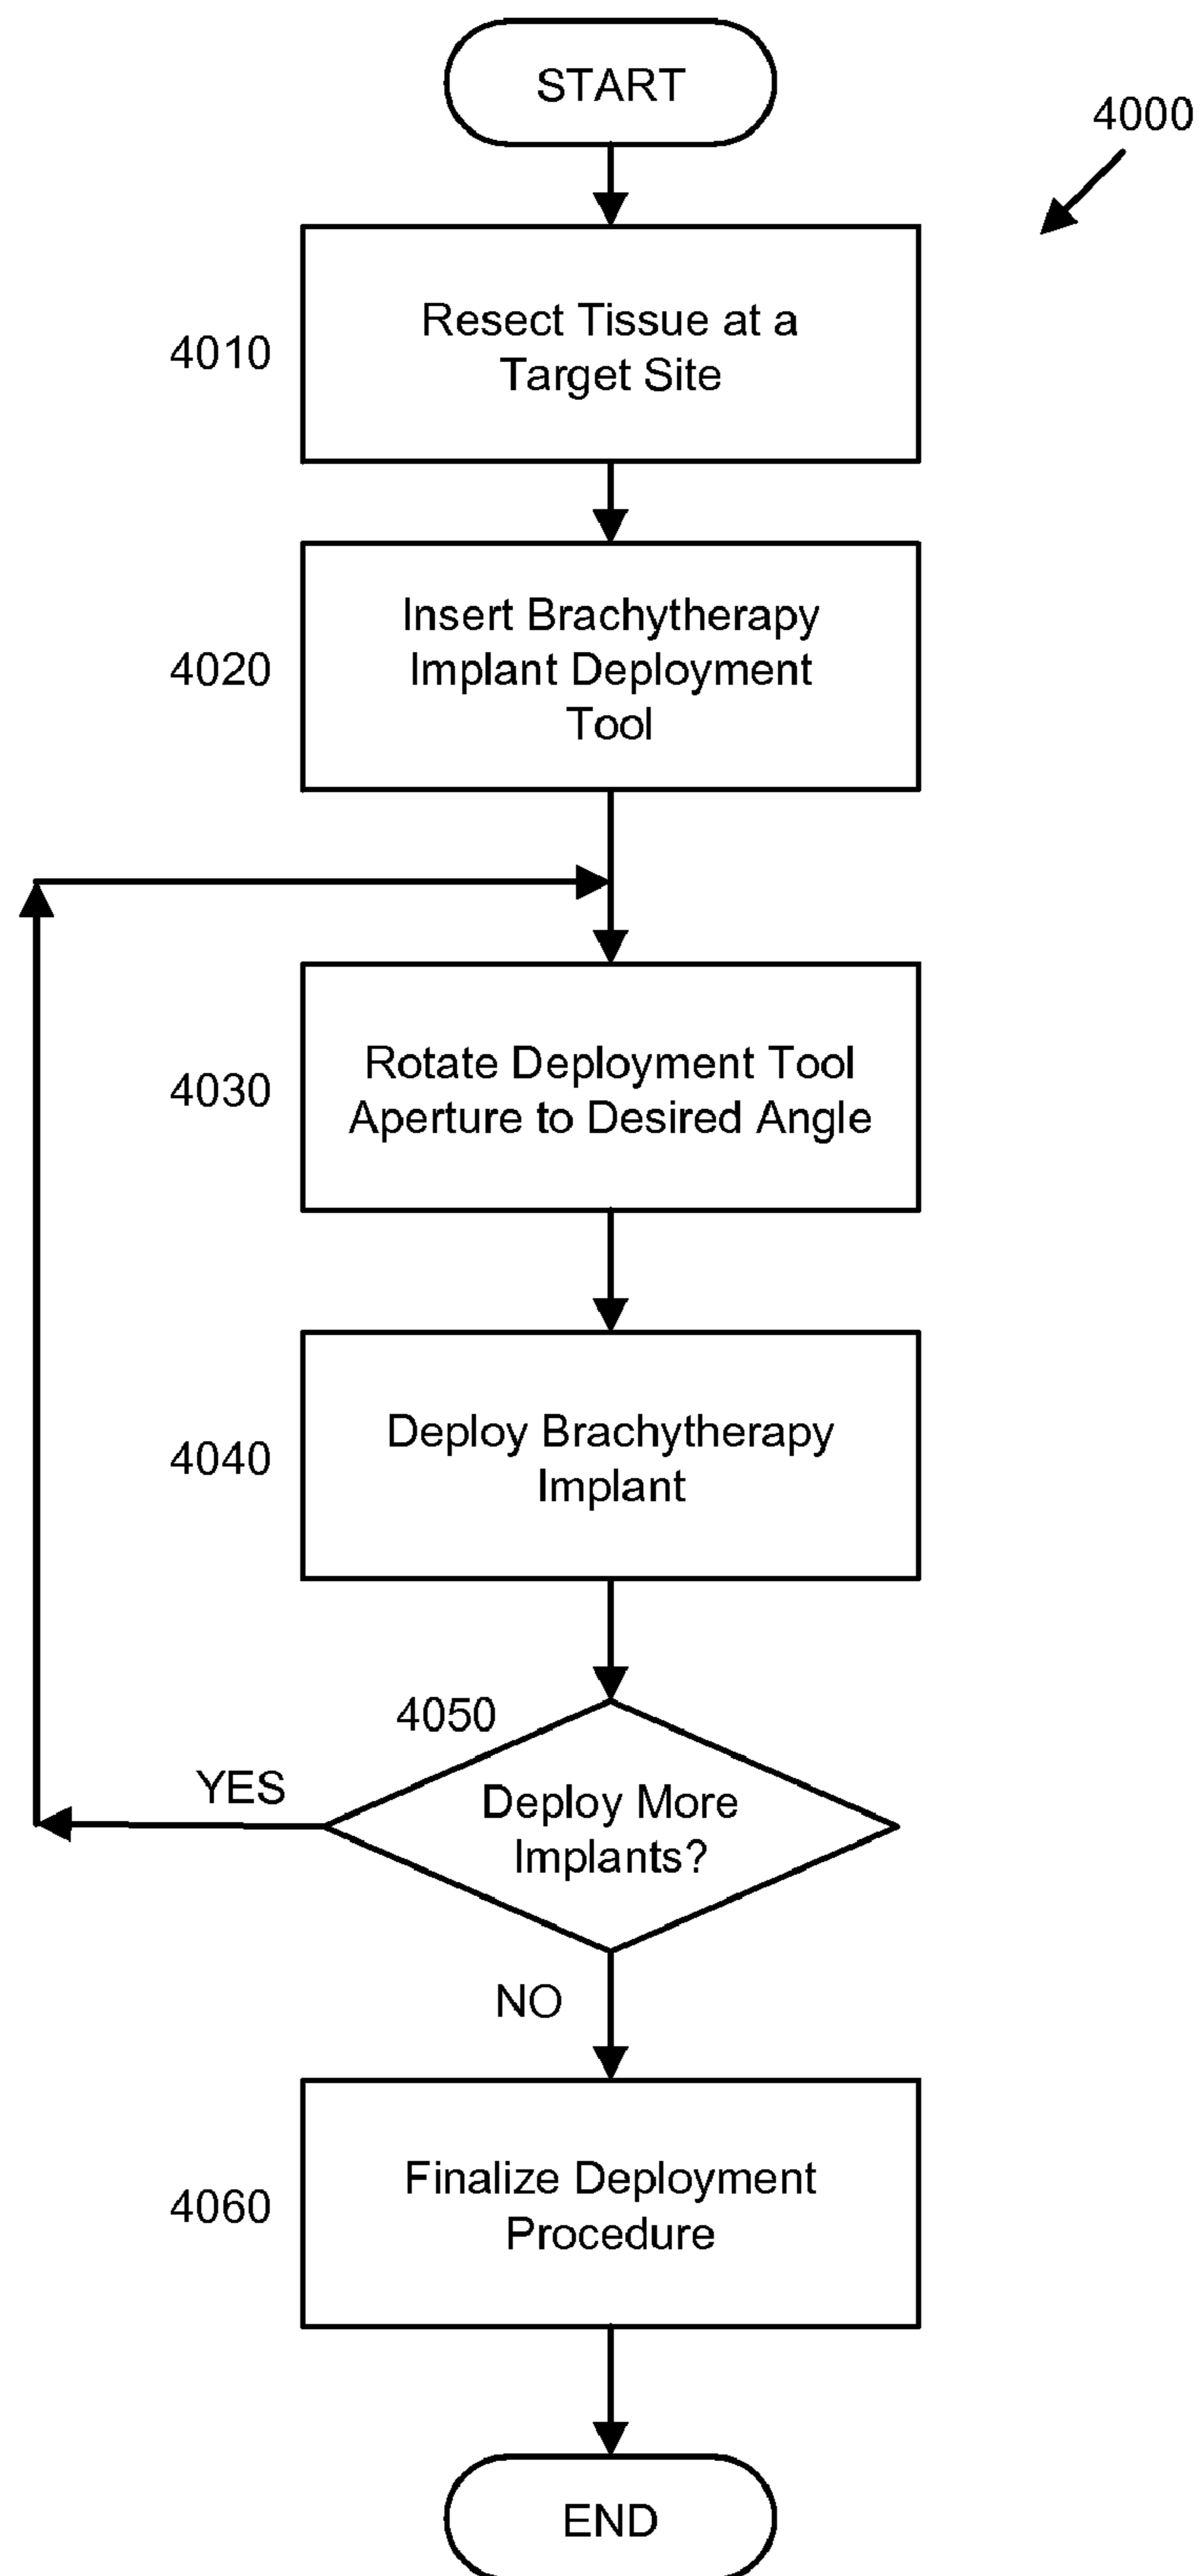 START
4000
4010
Resect Tissue at a
Target Site
4020
Insert Brachytherapy
Implant Deployment
Tool
4030
Rotate Deployment Tool
Aperture to Desired Angle
4040
Deploy Brachytherapy
Implant
4050
YES
Deploy More
Implants?
NO
4060
Finalize Deployment
Procedure
END